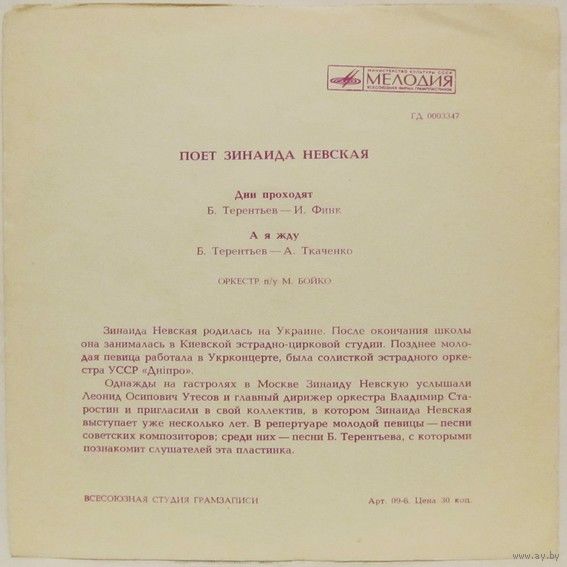 МИНИСТЕРСТВО КУЛЬТУРЫ СССР
МЕЛОДИЯ
ВСЕСОЮЗНАЯ ФИРМА ГРАМПЛАСТИНОК
ГД 0003347
ПОЕТ ЗИНАИДА НЕВСКАЯ
Дни проходят
Б. Терентьев — И. Финк
А я жду
Б. Терентьев — А. Ткаченко
ОРКЕСТР п/у М. БОЙКО
Зинаида Невская родилась на Украине. После окончания школы
она занималась в Киевской эстрадно-цирковой студии. Позднее моло-
дая певица работала в Укрконцерте, была солисткой эстрадного орке-
стра УССР «Дніпро».
Однажды на гастролях в Москве Зинаиду Невскую услышали
Леонид Осипович Утесов и главный дирижер оркестра Владимир Ста-
ростин и пригласили в свой коллектив, в котором Зинаида Невская
выступает уже несколько лет. В репертуаре молодой певицы — песни
советских композиторов; среди них — песни Б. Терентьева, с которыми
познакомит слушателей эта пластинка.
ВСЕСОЮЗНАЯ СТУДИЯ ГРАМЗАПИСИ
Арт. 09-6. Цена 30 коп.
www.ay.by